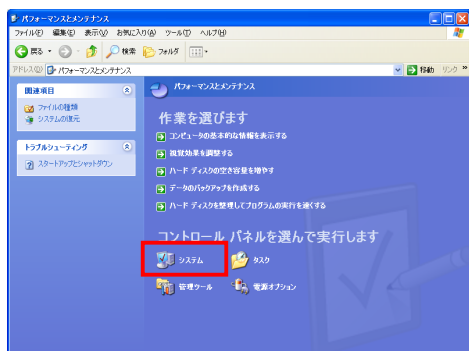 パフォーマンスとメンテナンス
ファイル(F) 編集(E) 表示(V) お気に入り(A) ツール(T) ヘルプ(H)
戻る 検索 フォルダ
アドレス(D) パフォーマンスとメンテナンス 移動 リンク »
関連項目
ファイルの種類
システムの復元
トラブルシューティング
スタートアップとシャットダウン
パフォーマンスとメンテナンス
作業を選びます
コンピュータの基本的な情報を表示する
視覚効果を調整する
ハード ディスクの空き容量を増やす
データのバックアップを作成する
ハード ディスクを整理してプログラムの実行を速くする
コントロール パネルを選んで実行します
システム タスク
管理ツール 電源オプション